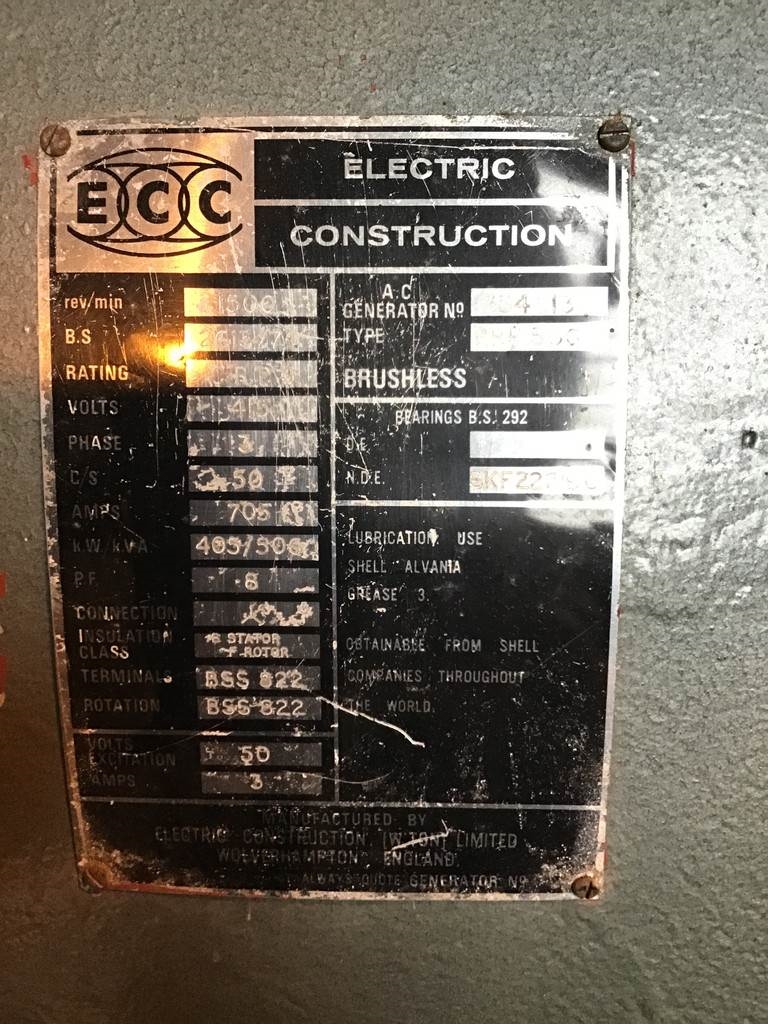 ECC
ELECTRIC
CONSTRUCTION
rev/min 1500
B.S
RATING
VOLTS
PHASE 3
C/S 50
AMPS 705
kW/kVA 405/506
P.F. .8
CONNECTION
INSULATION CLASS B STATOR
F-ROTOR
TERMINALS BSS 822
ROTATION BSS 822
VOLTS 50
EXCITATION
AMPS 3
A.C
GENERATOR Nº
TYPE
BRUSHLESS
BEARINGS B.S. 292
D.E.
N.D.E.
LUBRICATION USE
SHELL ALVANIA
GREASE 3.
OBTAINABLE FROM SHELL
COMPANIES THROUGHOUT
THE WORLD.
MANUFACTURED BY
ELECTRIC CONSTRUCTION (W'TON) LIMITED
WOLVERHAMPTON ENGLAND.
ALWAYS QUOTE GENERATOR Nº